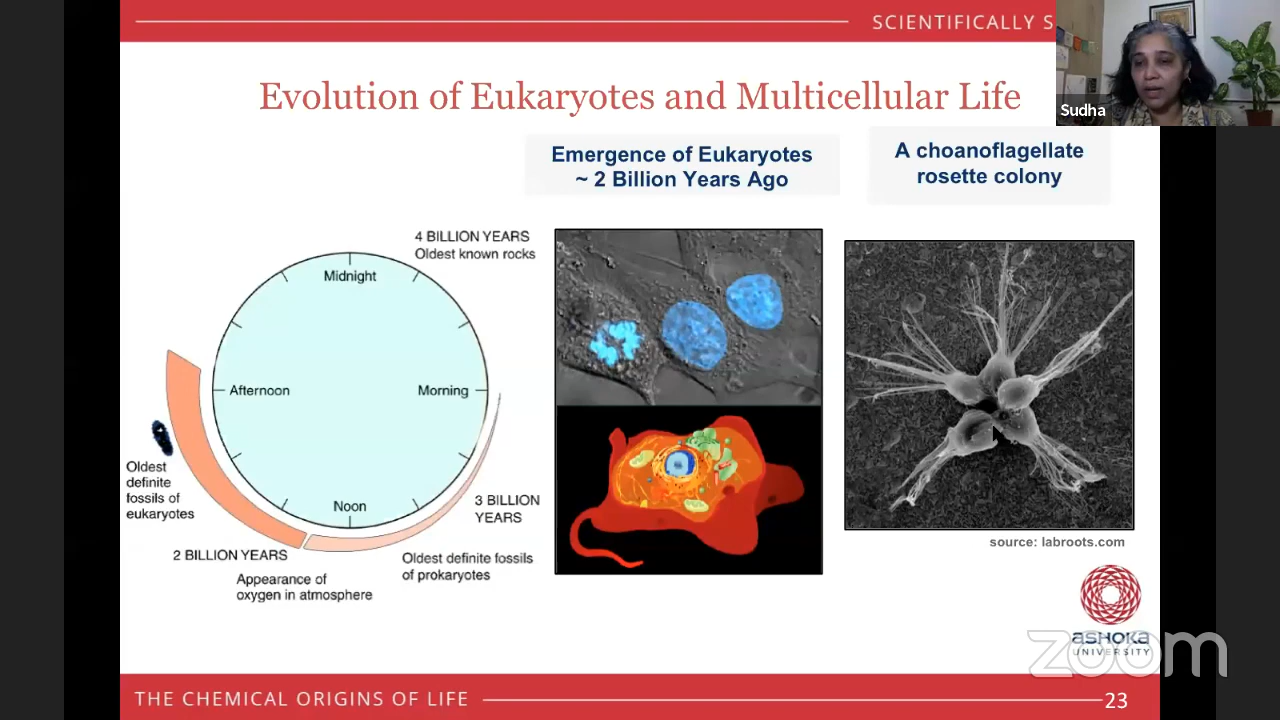 SCIENTIFICALLY S
Evolution of Eukaryotes and Multicellular Life
Sudha
Emergence of Eukaryotes
~ 2 Billion Years Ago
A choanoflagellate
rosette colony
4 BILLION YEARS
Oldest known rocks
Midnight
Afternoon
Morning
Noon
Oldest
definite
fossils of
eukaryotes
3 BILLION
YEARS
2 BILLION YEARS
Appearance of
oxygen in atmosphere
Oldest definite fossils
of prokaryotes
source: labroots.com
ASHOKA
UNIVERSITY
zoom
THE CHEMICAL ORIGINS OF LIFE
23